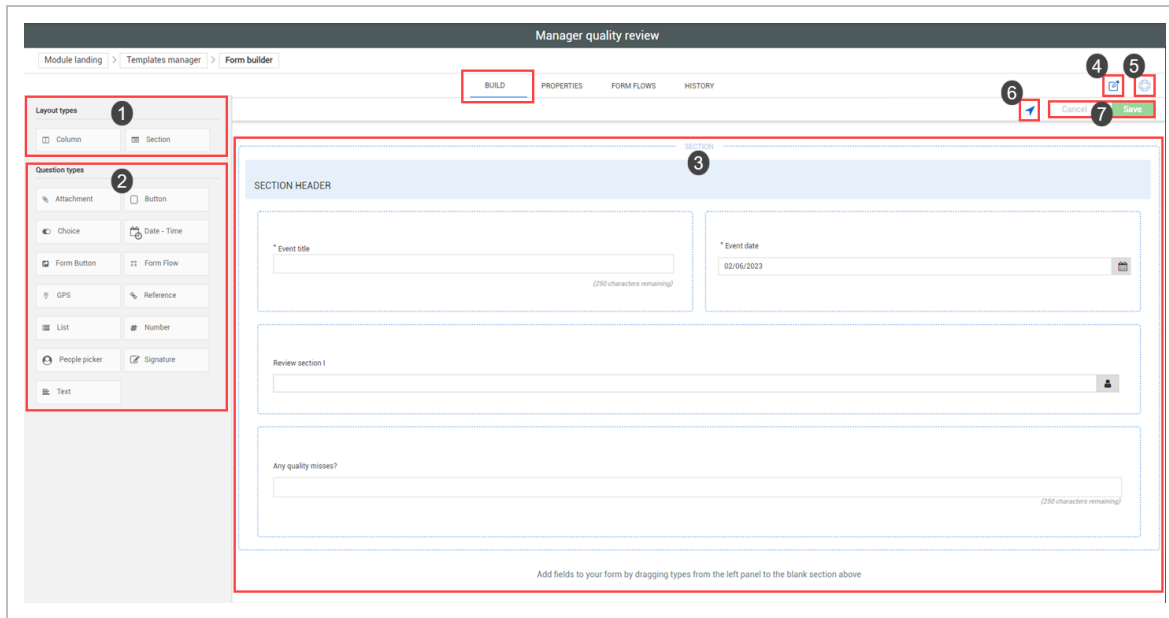 Manager quality review
Module landing > Templates manager > Form builder
4 5
BUILD PROPERTIES FORM FLOWS HISTORY
6
Cancel 7 Save
Layout types 1
Column Section
Question types
2
Attachment Button
Choice Date - Time
Form Button Form Flow
GPS Reference
List # Number
People picker Signature
Text
SECTION
3
SECTION HEADER
* Event title
(250 characters remaining)
* Event date
02/06/2023
Review section I
Any quality misses?
(250 characters remaining)
Add fields to your form by dragging types from the left panel to the blank section above